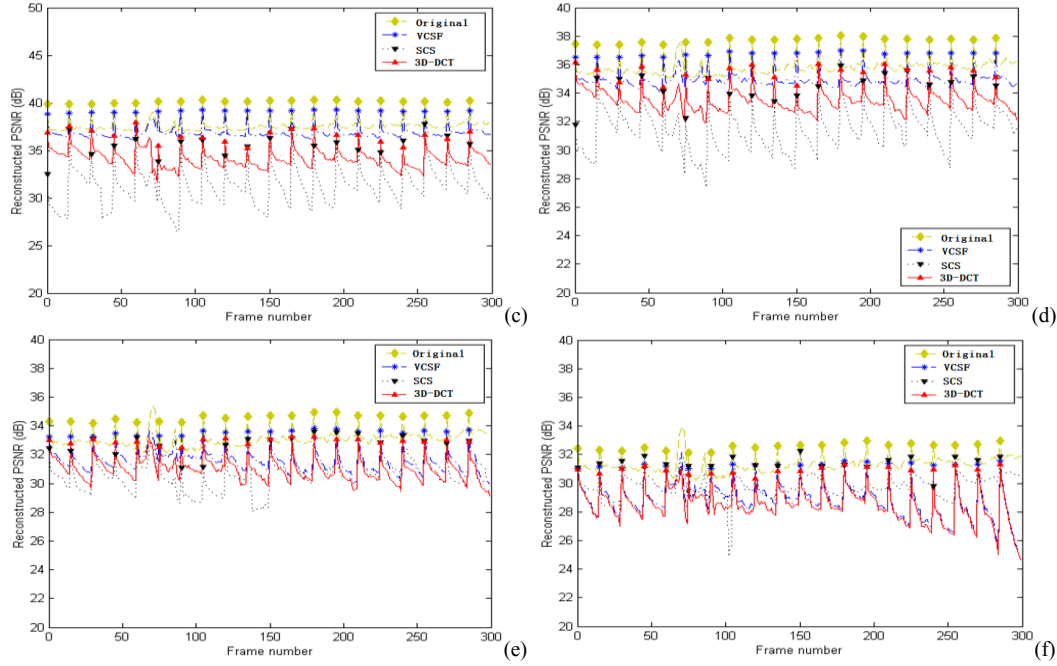 50
45
40
35
30
25
20
0 50 100 150 200 250 300
Reconstructed PSNR (dB)
Frame number
Original
VCSF
SCS
3D-DCT
(c)
40
38
36
34
32
30
28
26
24
22
20
0 50 100 150 200 250 300
Reconstructed PSNR (dB)
Frame number
Original
VCSF
SCS
3D-DCT
(d)
40
38
36
34
32
30
28
26
24
22
20
0 50 100 150 200 250 300
Reconstructed PSNR (dB)
Frame number
Original
VCSF
SCS
3D-DCT
(e)
40
38
36
34
32
30
28
26
24
22
20
0 50 100 150 200 250 300
Reconstructed PSNR (dB)
Frame number
Original
VCSF
SCS
3D-DCT
(f)